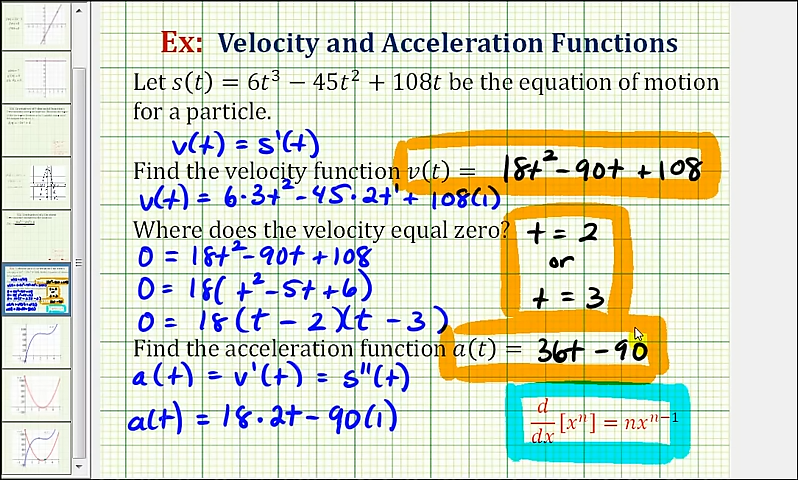 Ex: Velocity and Acceleration Functions
Let s(t) = 6t³ − 45t² + 108t be the equation of motion
for a particle.
v(t) = s'(t)
Find the velocity function v(t) = 18t² - 90t + 108
v(t) = 6·3t² - 45·2t¹ + 108(1)
Where does the velocity equal zero? t = 2
0 = 18t² - 90t + 108
or
0 = 18(t² - 5t + 6)
t = 3
0 = 18(t - 2)(t - 3)
Find the acceleration function a(t) = 36t - 90
a(t) = v'(t) = s''(t)
a(t) = 18·2t - 90(1)
d/dx [xⁿ] = nxⁿ⁻¹